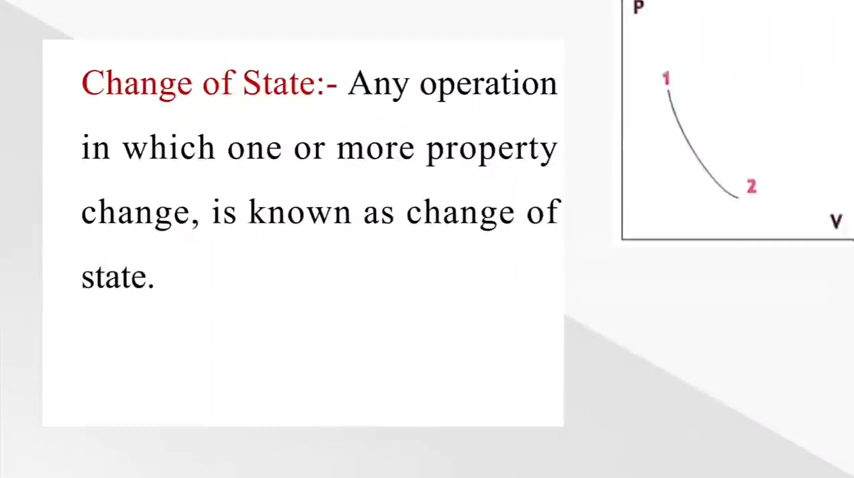 Change of State:- Any operation
in which one or more property
change, is known as change of
state.
P
1
2
V